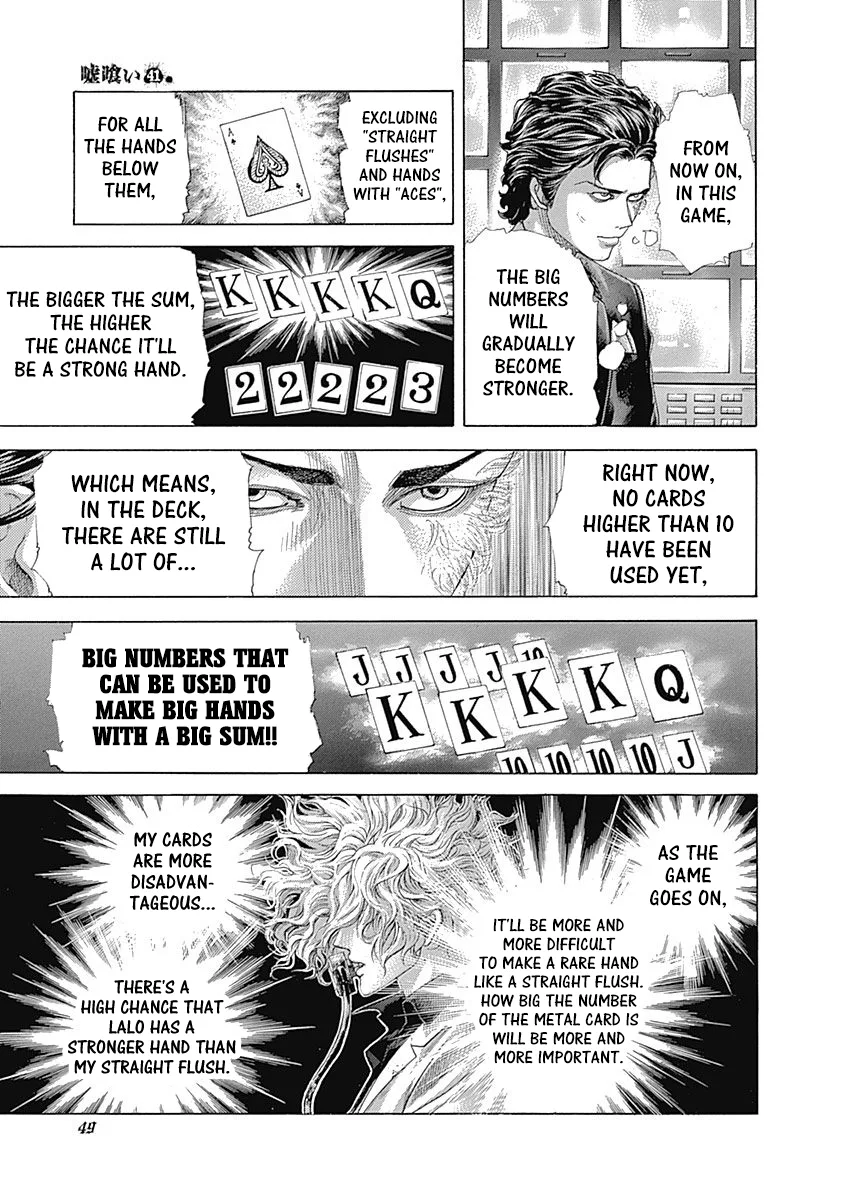 FROM
NOW ON,
IN THIS
GAME,
THE BIG
NUMBERS
WILL
GRADUALLY
BECOME
STRONGER.
嘘喰い 41
EXCLUDING
"STRAIGHT
FLUSHES"
AND HANDS
WITH "ACES",
A
A
FOR ALL
THE HANDS
BELOW
THEM,
K K K K Q
2 2 2 2 3
THE BIGGER THE SUM,
THE HIGHER
THE CHANCE IT'LL
BE A STRONG HAND.
RIGHT NOW,
NO CARDS
HIGHER THAN 10
HAVE BEEN
USED YET,
WHICH MEANS,
IN THE DECK,
THERE ARE STILL
A LOT OF...
J J J J 10
K K K K Q
10 10 10 10 J
BIG NUMBERS THAT
CAN BE USED TO
MAKE BIG HANDS
WITH A BIG SUM!!
AS THE
GAME
GOES ON,
IT'LL BE MORE AND
MORE DIFFICULT
TO MAKE A RARE HAND
LIKE A STRAIGHT FLUSH.
HOW BIG THE NUMBER
OF THE METAL CARD IS
WILL BE MORE AND
MORE IMPORTANT.
MY CARDS
ARE MORE
DISADVAN-
TAGEOUS...
THERE'S A
HIGH CHANCE THAT
LALO HAS A
STRONGER HAND THAN
MY STRAIGHT FLUSH.
49